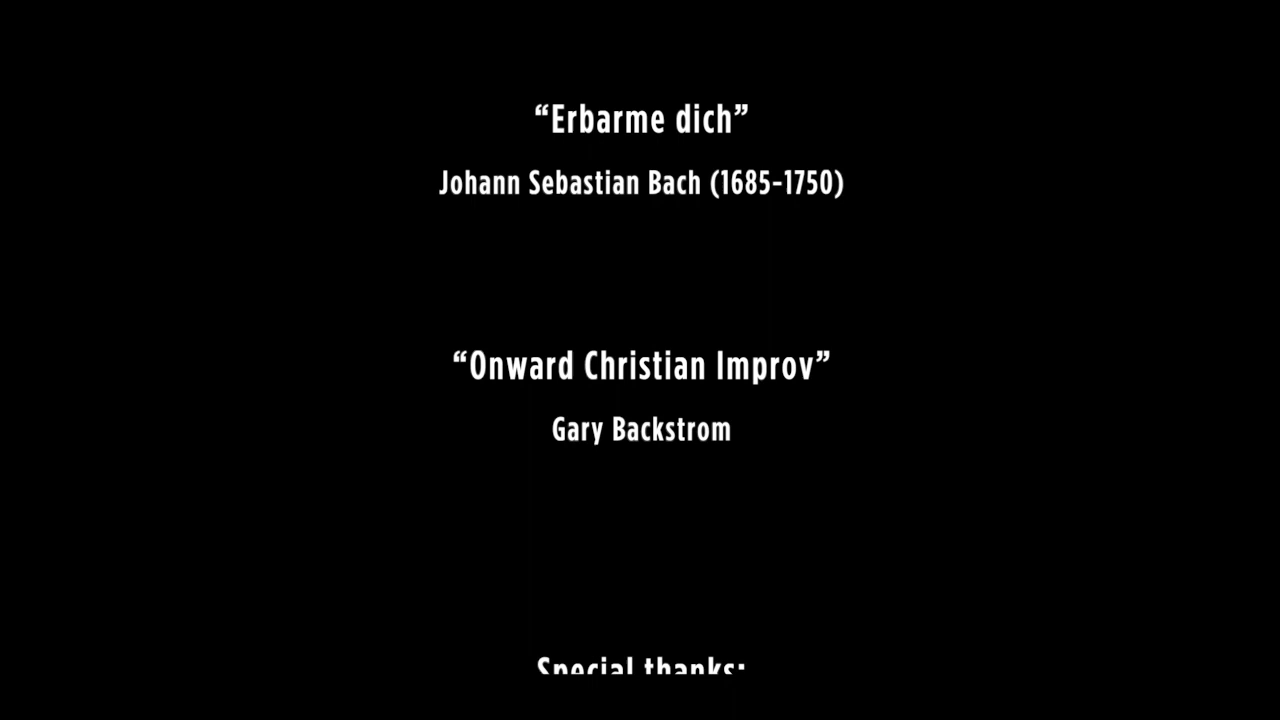 “Erbarme dich”
Johann Sebastian Bach (1685-1750)
“Onward Christian Improv”
Gary Backstrom
Special thanks: